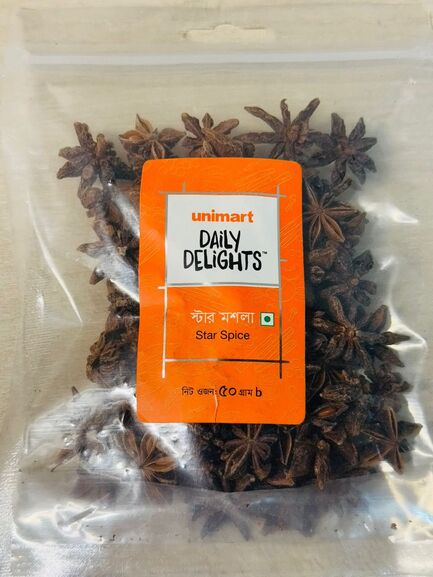 unimart
DAiLY
DELiGHTS™
স্টার মশলা
Star Spice
নিট ওজন: ৫০ গ্রাম b